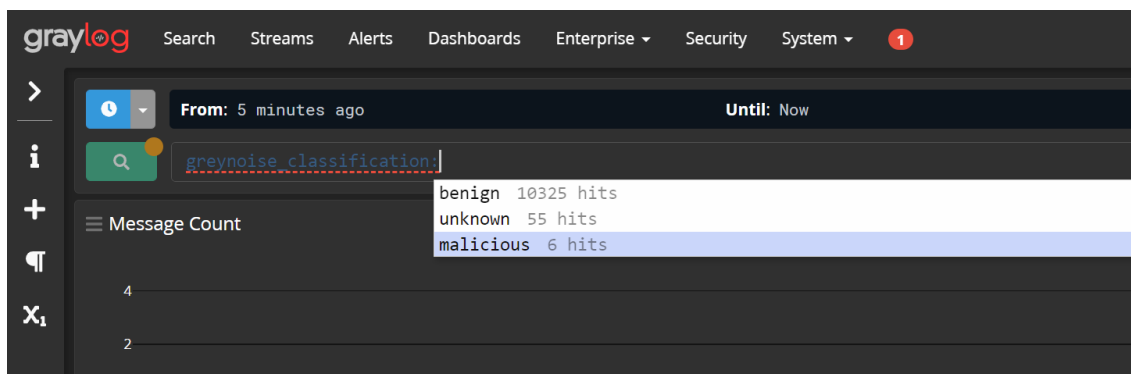 graylog Search Streams Alerts Dashboards Enterprise Security System 1
From: 5 minutes ago Until: Now
greynoise_classification:
benign 10325 hits
unknown 55 hits
malicious 6 hits
Message Count
4
2
X1